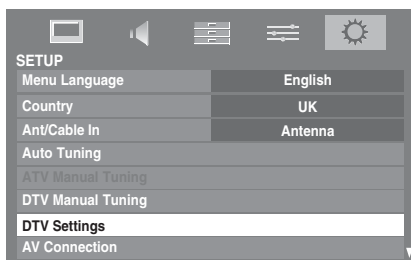 SETUP
Menu Language English
Country UK
Ant/Cable In Antenna
Auto Tuning
ATV Manual Tuning
DTV Manual Tuning
DTV Settings
AV Connection